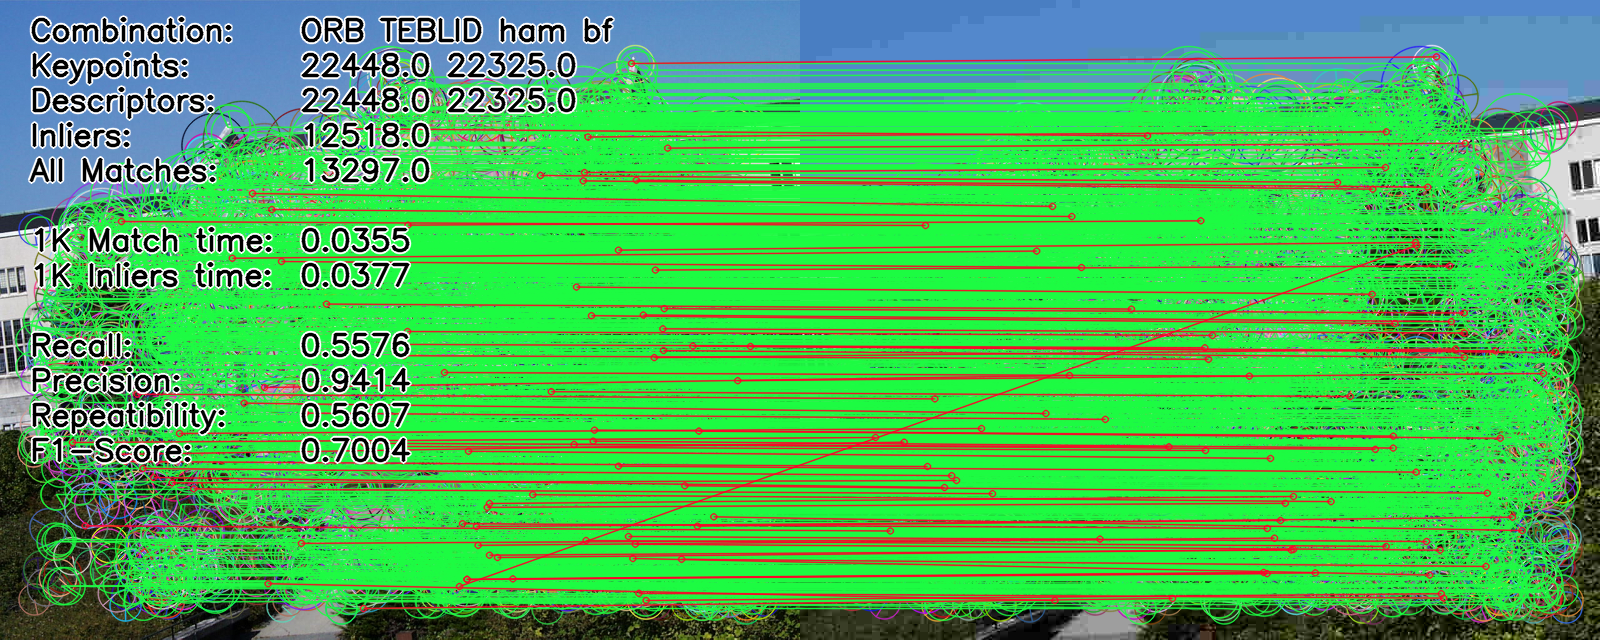 Combination: ORB TEBLID ham bf
Keypoints: 22448.0 22325.0
Descriptors: 22448.0 22325.0
Inliers: 12518.0
All Matches: 13297.0
1K Match time: 0.0355
1K Inliers time: 0.0377
Recall: 0.5576
Precision: 0.9414
Repeatibility: 0.5607
F1-Score: 0.7004